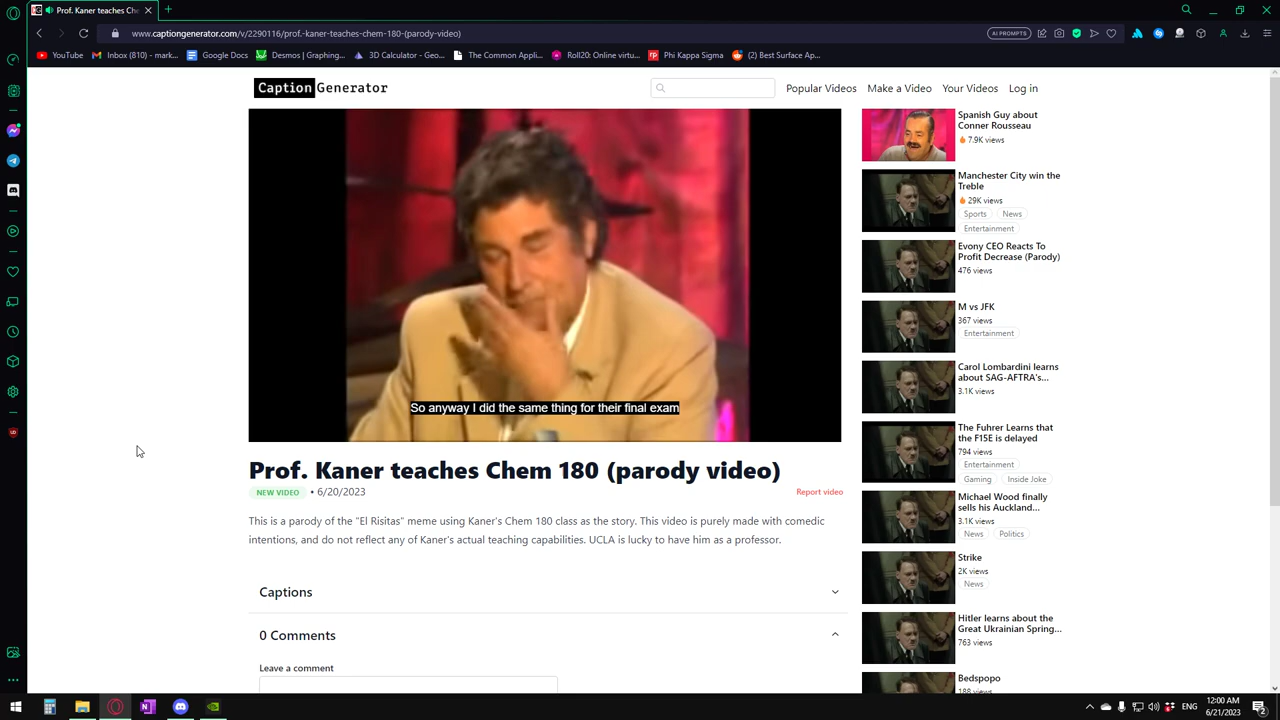 Prof. Kaner teaches Chem 1
www.captiongenerator.com/v/2290116/prof.-kaner-teaches-chem-180-(parody-video)
AI PROMPTS
YouTube
Inbox (810) - mark...
Google Docs
Desmos | Graphing...
3D Calculator - Geo...
The Common Appli...
Roll20: Online virtu...
Phi Kappa Sigma
(2) Best Surface Ap...
Caption Generator
Popular Videos
Make a Video
Your Videos
Log in
So anyway I did the same thing for their final exam
Prof. Kaner teaches Chem 180 (parody video)
NEW VIDEO • 6/20/2023
Report video
This is a parody of the "El Risitas" meme using Kaner's Chem 180 class as the story. This video is purely made with comedic
intentions, and do not reflect any of Kaner's actual teaching capabilities. UCLA is lucky to have him as a professor.
Captions
0 Comments
Leave a comment
Spanish Guy about
Conner Rousseau
7.9K views
Manchester City win the
Treble
29K views
Sports News
Entertainment
Evony CEO Reacts To
Profit Decrease (Parody)
476 views
M vs JFK
367 views
Entertainment
Carol Lombardini learns
about SAG-AFTRA's...
3.1K views
The Fuhrer Learns that
the F15E is delayed
794 views
Entertainment
Gaming Inside Joke
Michael Wood finally
sells his Auckland...
3.1K views
News Politics
Strike
2K views
News
Hitler learns about the
Great Ukrainian Spring...
763 views
Bedspopo
188 views
ENG
12:00 AM
6/21/2023
2